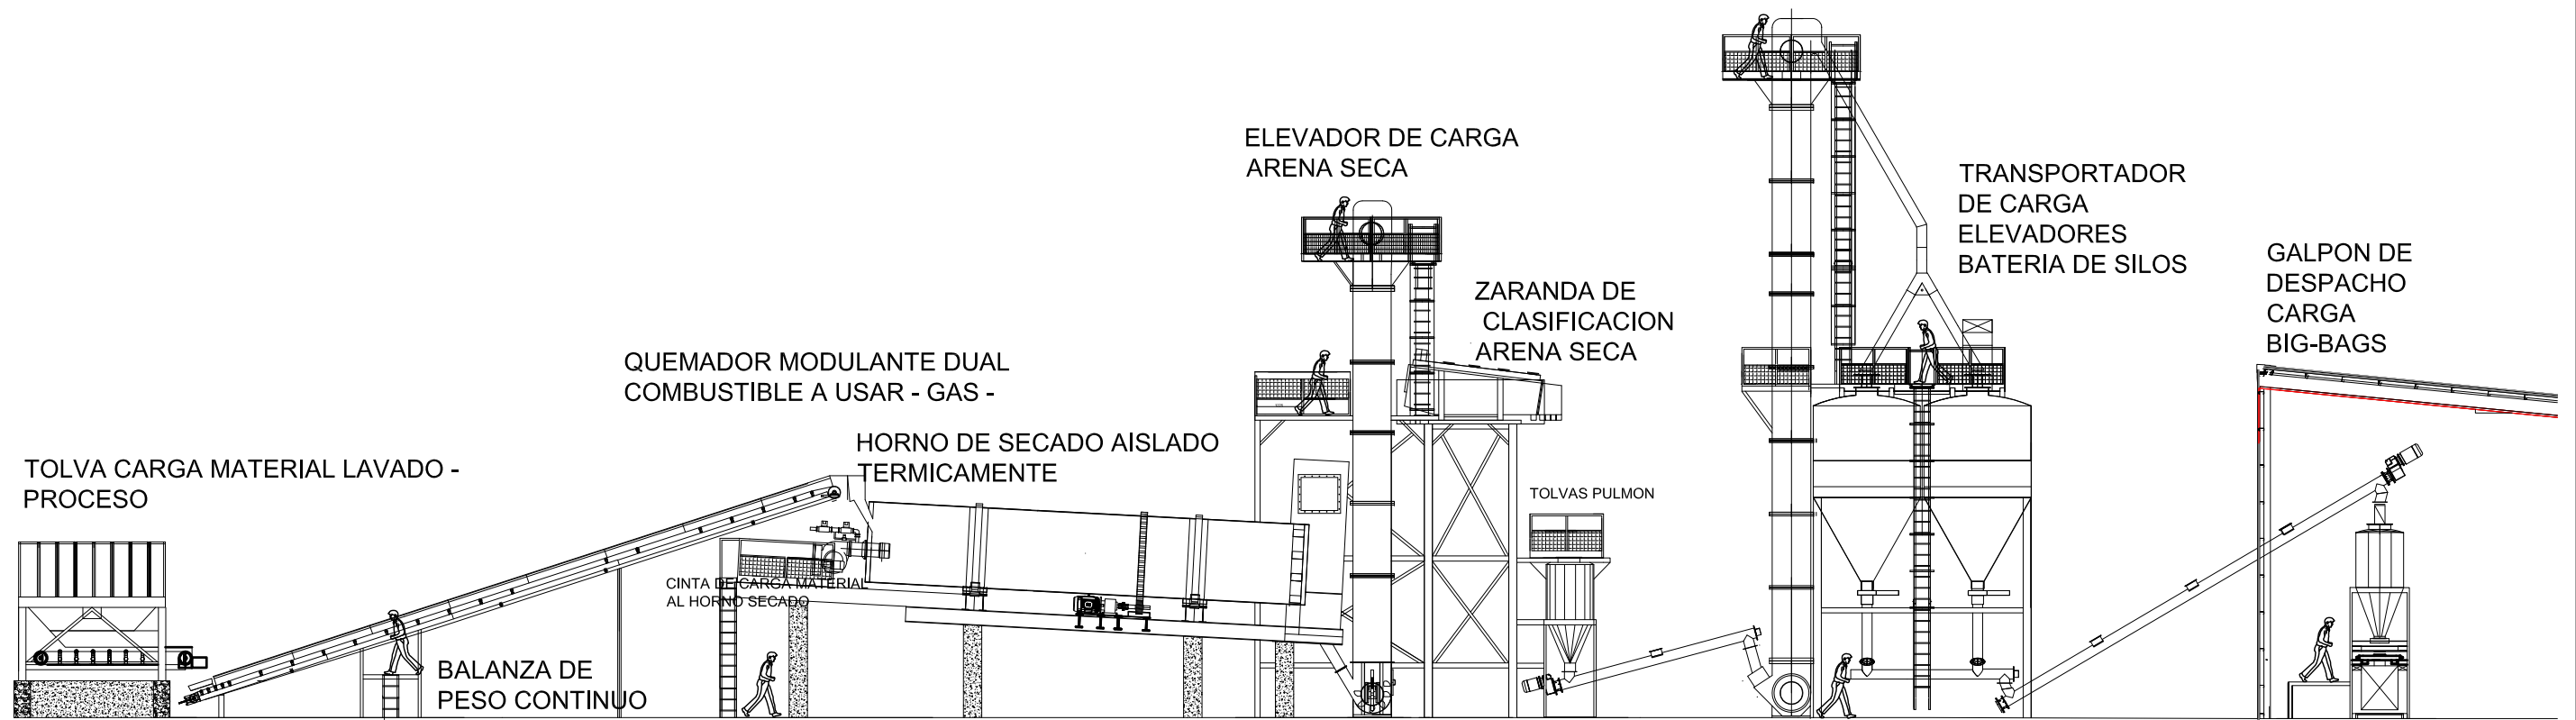 TOLVA CARGA MATERIAL LAVADO -
PROCESO
BALANZA DE
PESO CONTINUO
QUEMADOR MODULANTE DUAL
COMBUSTIBLE A USAR - GAS -
CINTA DE CARGA MATERIAL
AL HORNO SECADO
HORNO DE SECADO AISLADO
TERMICAMENTE
ELEVADOR DE CARGA
ARENA SECA
ZARANDA DE
CLASIFICACION
ARENA SECA
TOLVAS PULMON
TRANSPORTADOR
DE CARGA
ELEVADORES
BATERIA DE SILOS
GALPON DE
DESPACHO
CARGA
BIG-BAGS